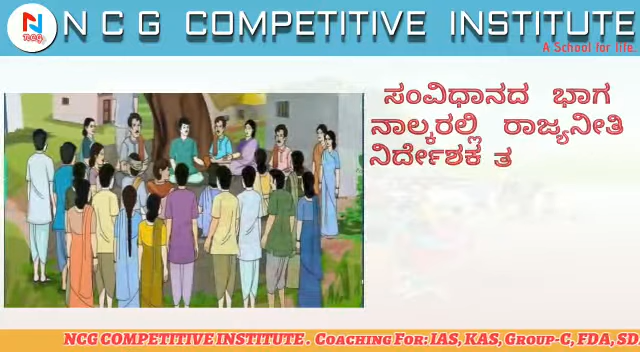 N C G COMPETITIVE INSTITUTE
N
NCG
A School for life.
ಸಂವಿಧಾನದ ಭಾಗ
ನಾಲ್ಕರಲ್ಲಿ ರಾಜ್ಯನೀತಿ
ನಿರ್ದೇಶಕ ತ
NCG COMPETITIVE INSTITUTE. COACHING FOR: IAS, KAS, GROUP-C, FDA, SD